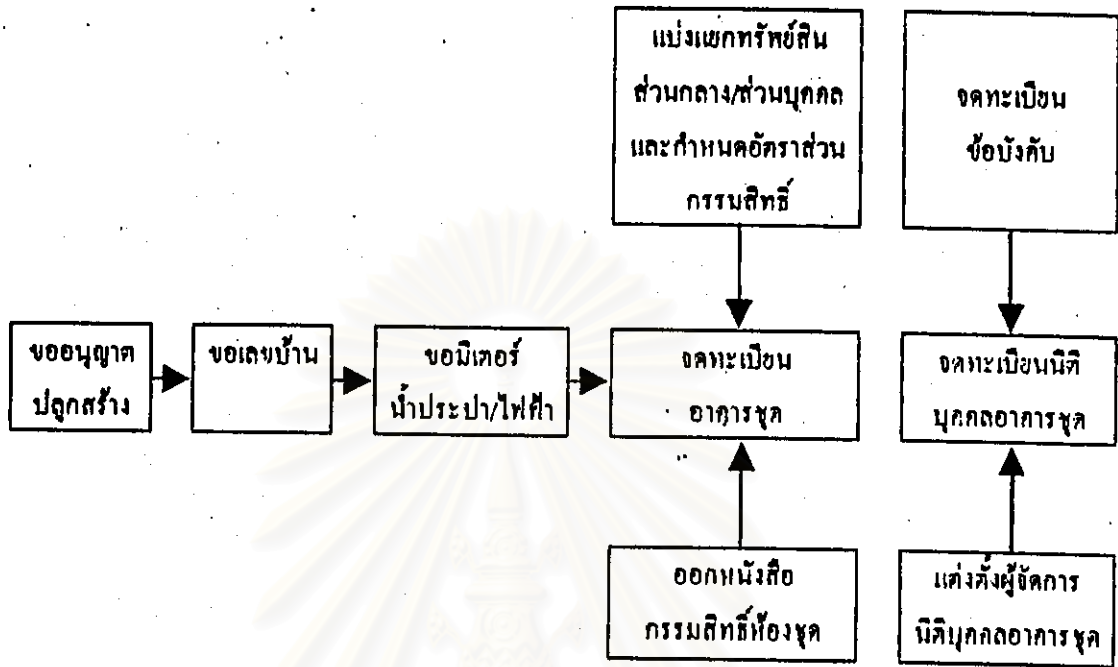 แบ่งแยกทรัพย์สิน
ส่วนกลาง/ส่วนบุคคล
และกำหนดอัตราส่วน
กรรมสิทธิ์
จดทะเบียน
ข้อบังคับ
ขออนุญาต
ปลูกสร้าง
ขอเลขบ้าน
ขอมิเตอร์
น้ำประปา/ไฟฟ้า
จดทะเบียน
อาคารชุด
จดทะเบียนนิติ
บุคคลอาคารชุด
ออกหนังสือ
กรรมสิทธิ์ห้องชุด
แต่งตั้งผู้จัดการ
นิติบุคคลอาคารชุด